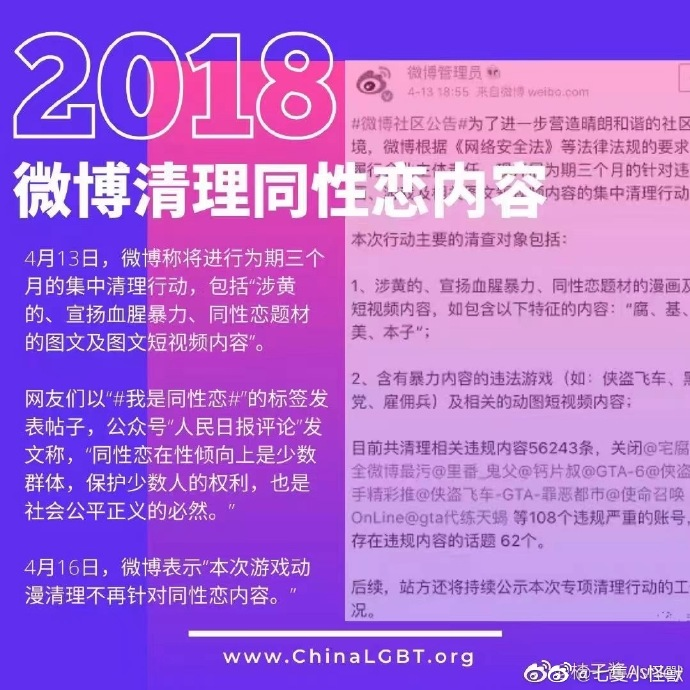 2018
微博清理同性恋内容
4月13日，微博称将进行为期三个
月的集中清理行动，包括“涉黄
的、宣扬血腥暴力、同性恋题材
的图文及图文短视频内容”。
网友们以“#我是同性恋#”的标签发
表帖子，公众号“人民日报评论”发
文称，“同性恋在性倾向上是少数
群体，保护少数人的权利，也是
社会公平正义的必然。”
4月16日，微博表示“本次游戏动
漫清理不再针对同性恋内容。”
微博管理员
4-13 18:55 来自微博 weibo.com
#微博社区公告#为了进一步营造晴朗和谐的社区
境，微博根据《网络安全法》等法律法规的要求
为期三个月的针对违
内容的集中清理行动
本次行动主要的清查对象包括：
1、涉黄的、宣扬血腥暴力、同性恋题材的漫画及
短视频内容，如包含以下特征的内容：“腐、基、
美、本子”；
2、含有暴力内容的违法游戏（如：侠盗飞车、黑
党、雇佣兵）及相关的动图短视频内容；
目前共清理相关违规内容56243条，关闭@宅腐
全微博最污@里番_鬼父@钙片叔@GTA-6@侠盗
手精彩推@侠盗飞车-GTA-罪恶都市@使命召唤
OnLine@gta代练天蝎 等108个违规严重的账号，
存在违规内容的话题 62个。
后续，站方还将持续公示本次专项清理行动的工
况。
www.ChinaLGBT.org
@七夏小怪獸